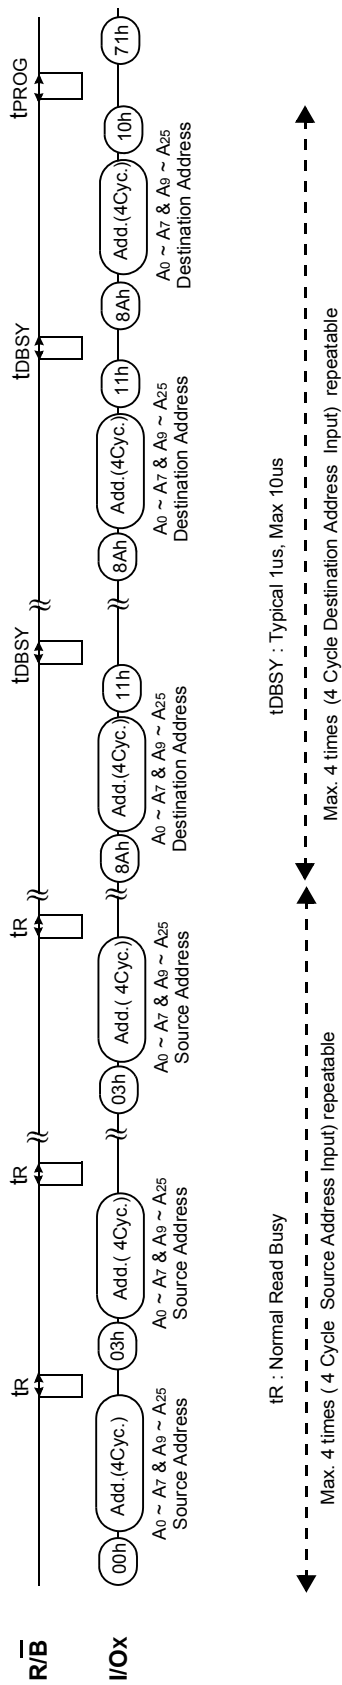 R/B
tR
tR
tR
tDBSY
tDBSY
tPROG
I/Ox
00h
Add.(4Cyc.)
03h
Add.( 4Cyc.)
03h
Add.( 4Cyc.)
8Ah
Add.(4Cyc.)
11h
8Ah
Add.(4Cyc.)
11h
8Ah
Add.(4Cyc.)
10h
71h
A0 ~ A7 & A9 ~ A25
Source Address
A0 ~ A7 & A9 ~ A25
Source Address
A0 ~ A7 & A9 ~ A25
Source Address
A0 ~ A7 & A9 ~ A25
Destination Address
A0 ~ A7 & A9 ~ A25
Destination Address
A0 ~ A7 & A9 ~ A25
Destination Address
tR : Normal Read Busy
tDBSY : Typical 1us, Max 10us
Max. 4 times ( 4 Cycle Source Address Input) repeatable
Max. 4 times (4 Cycle Destination Address Input) repeatable